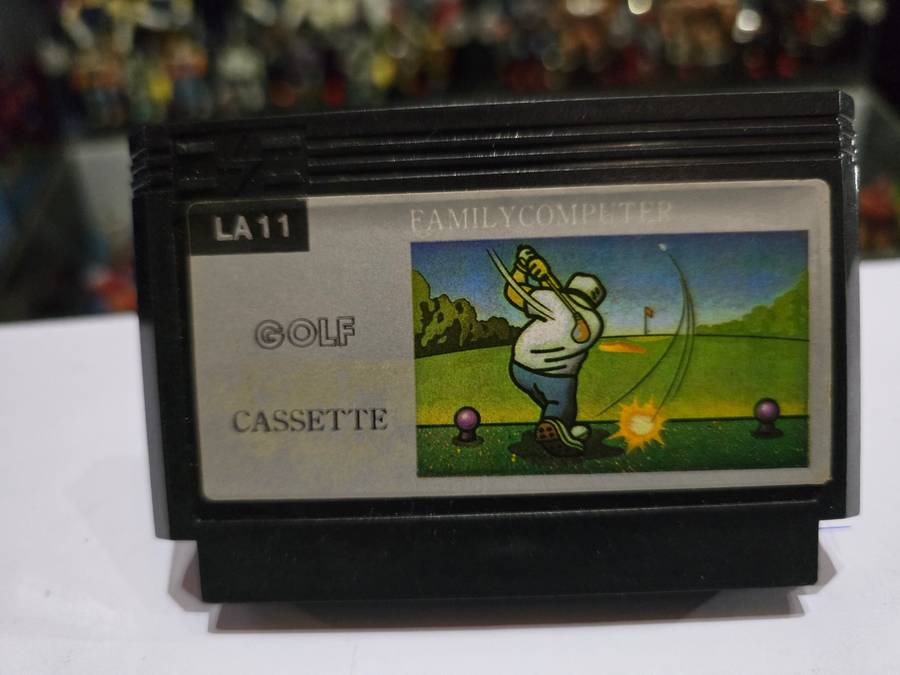 LA11
FAMILYCOMPUTER
GOLF
CASSETTE